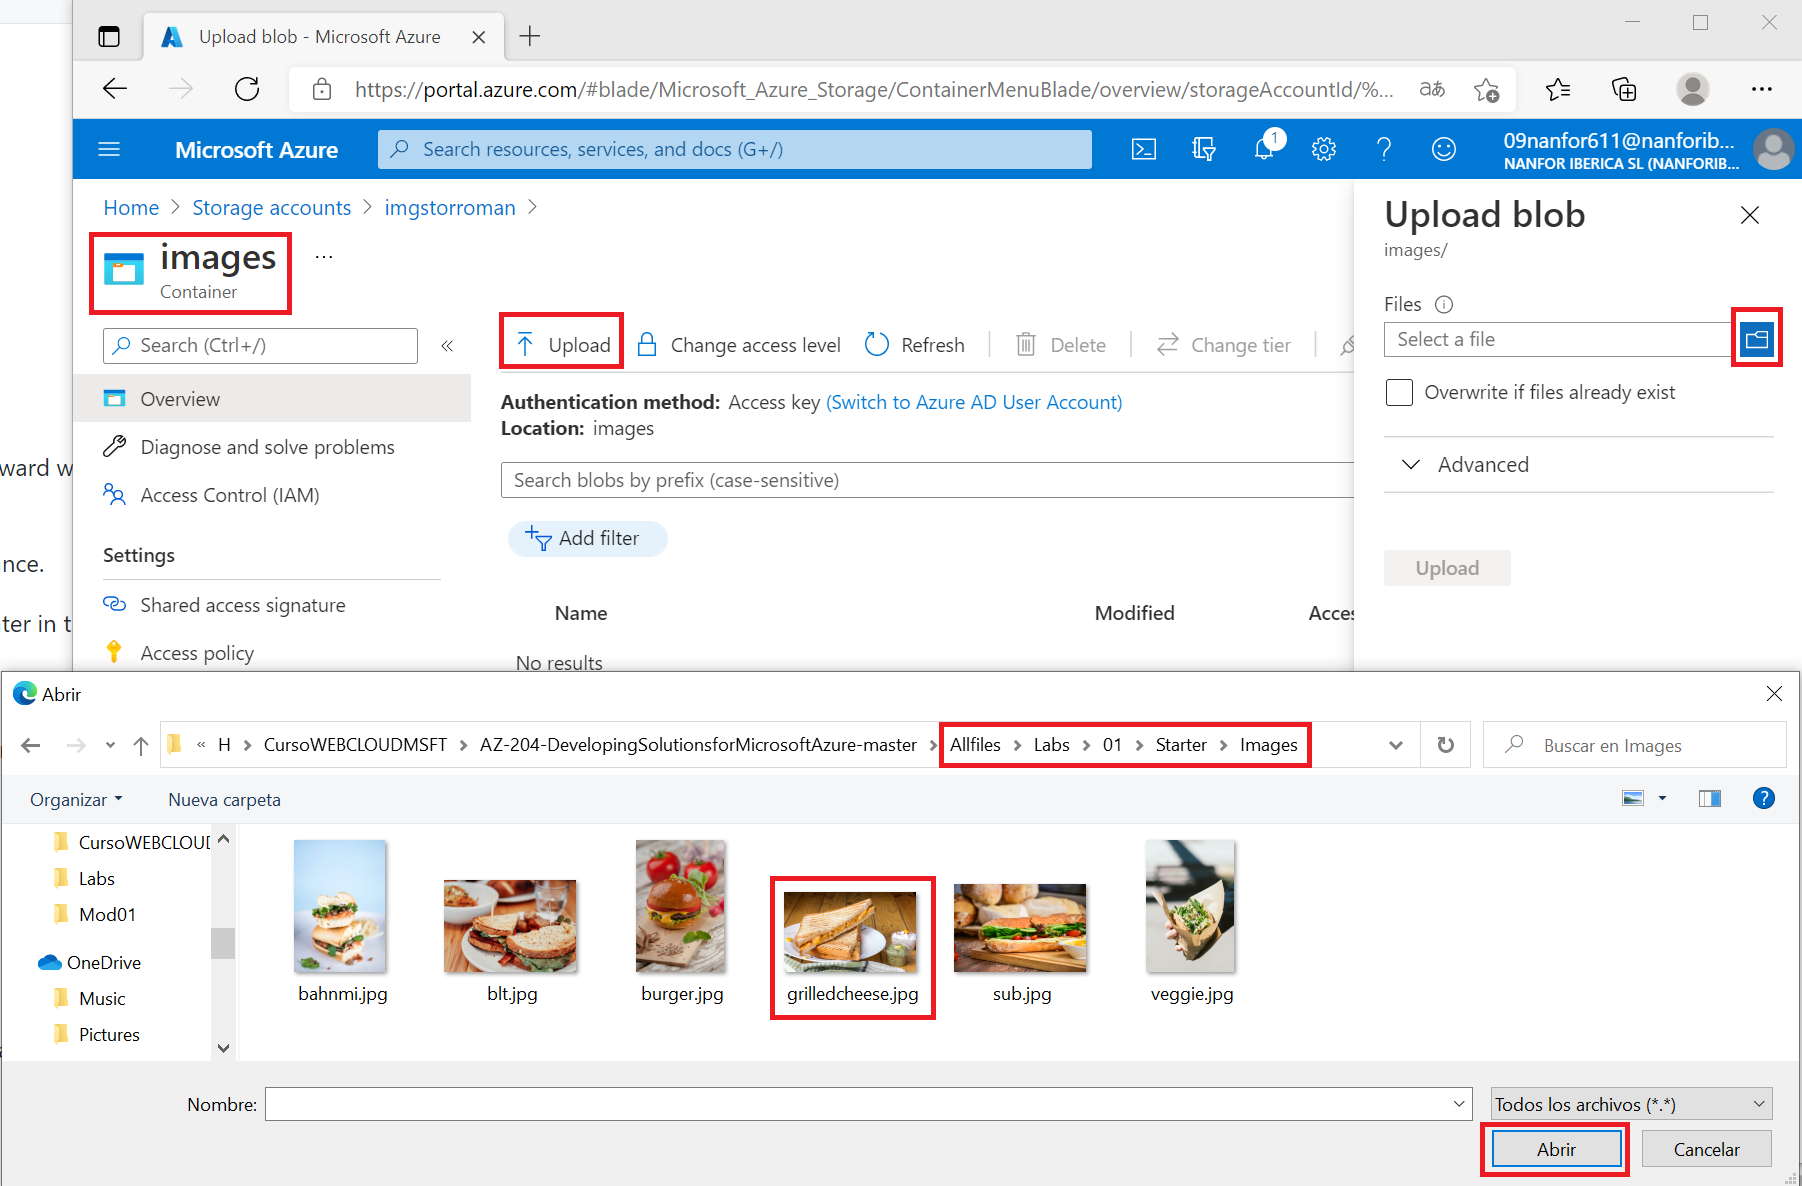 Upload blob - Microsoft Azure
https://portal.azure.com/#blade/Microsoft_Azure_Storage/ContainerMenuBlade/overview/storageAccountId/%...
Microsoft Azure
Search resources, services, and docs (G+/)
1
09nanfor611@nanforib...
NANFOR IBERICA SL (NANFORIB...
Home > Storage accounts > imgstorroman >
images
...
Container
Search (Ctrl+/)
«
Overview
Diagnose and solve problems
Access Control (IAM)
Settings
Shared access signature
Access policy
Upload
Change access level
Refresh
Delete
Change tier
Authentication method: Access key (Switch to Azure AD User Account)
Location: images
Search blobs by prefix (case-sensitive)
Add filter
Name Modified Acces
No results
Upload blob
images/
Files
Select a file
Overwrite if files already exist
Advanced
Upload
ward w
nce.
ter in t
Abrir
« H > CursoWEBCLOUDMSFT > AZ-204-DevelopingSolutionsforMicrosoftAzure-master > Allfiles > Labs > 01 > Starter > Images
Buscar en Images
Organizar
Nueva carpeta
CursoWEBCLOUD
Labs
Mod01
OneDrive
Music
Pictures
bahnmi.jpg
blt.jpg
burger.jpg
grilledcheese.jpg
sub.jpg
veggie.jpg
Nombre:
Todos los archivos (*.*)
Abrir
Cancelar